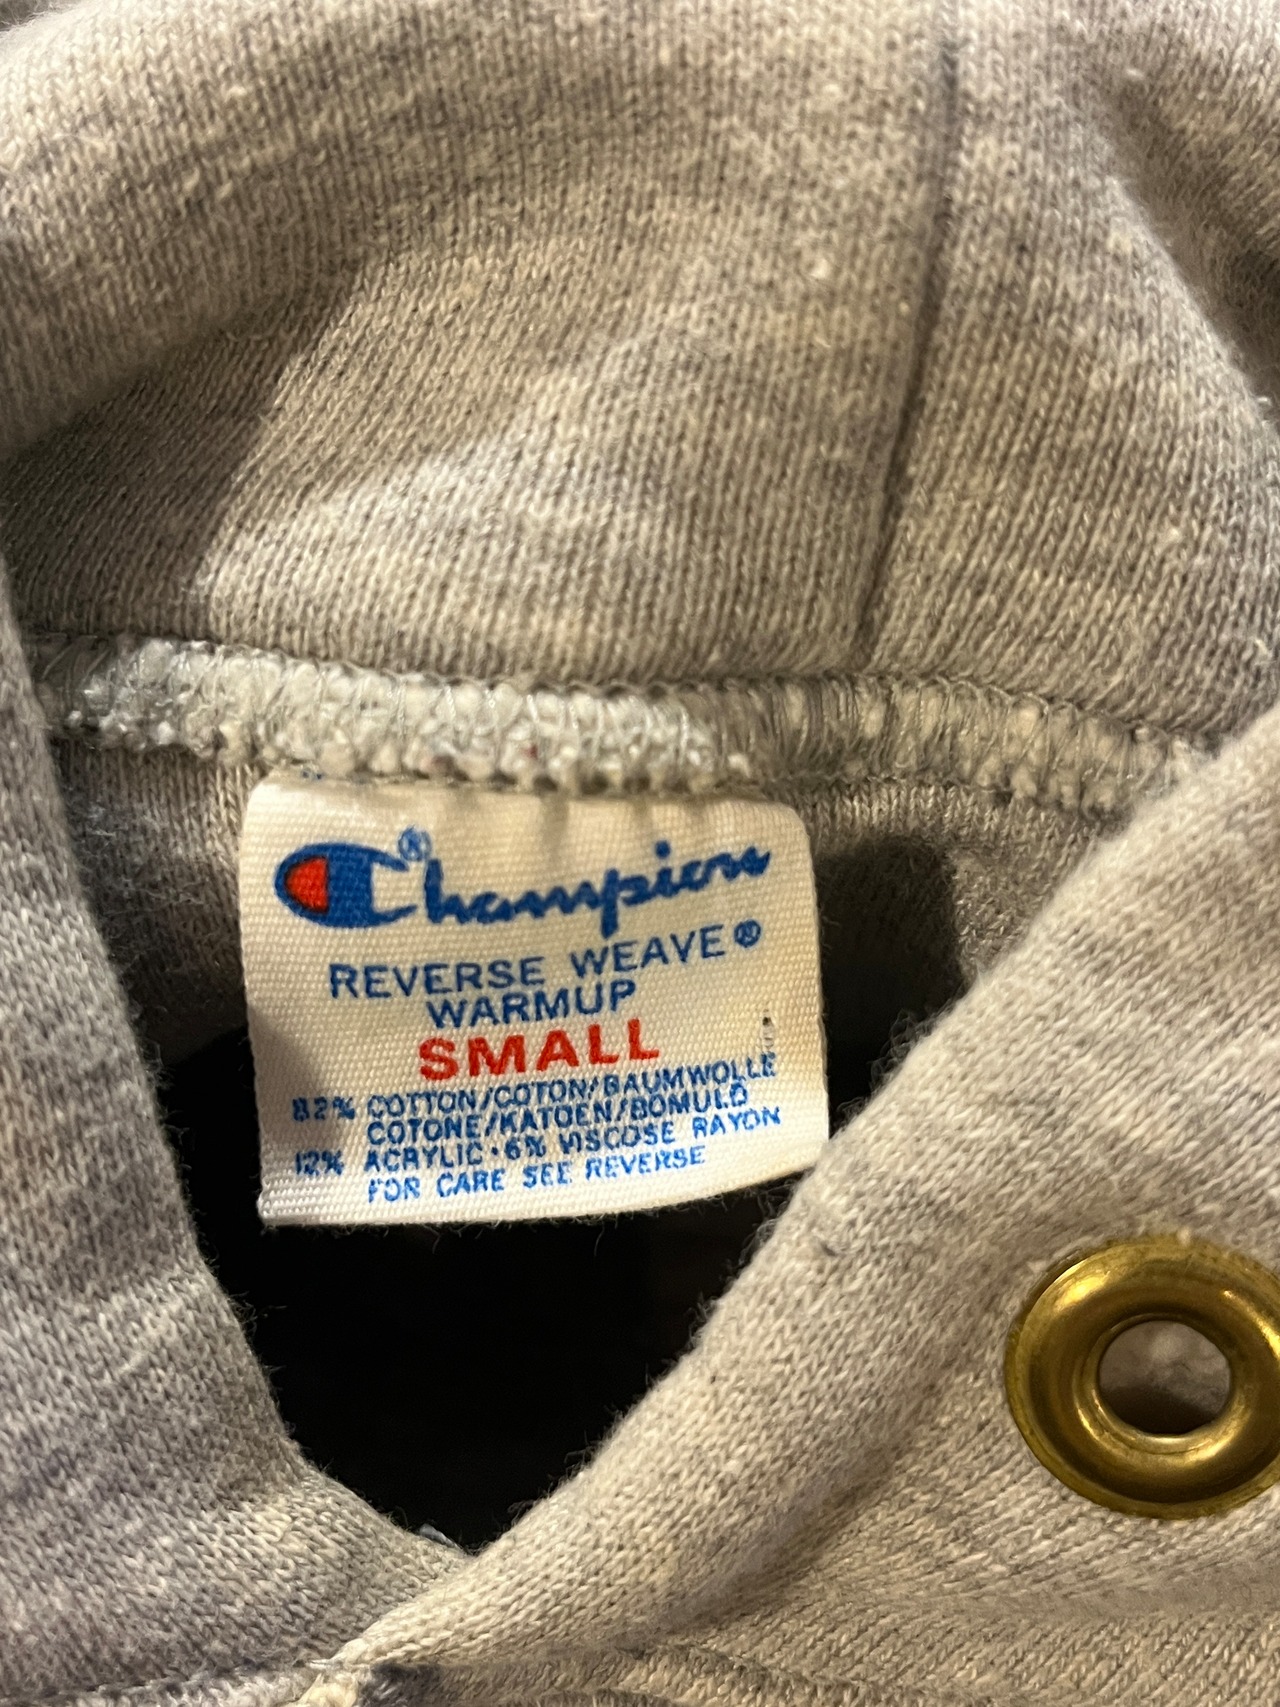 Champion®
REVERSE WEAVE®
WARMUP
SMALL
82% COTTON/COTON/BAUMWOLLE
COTONE/KATOEN/BOMULD
12% ACRYLIC·6% VISCOSE RAYON
FOR CARE SEE REVERSE